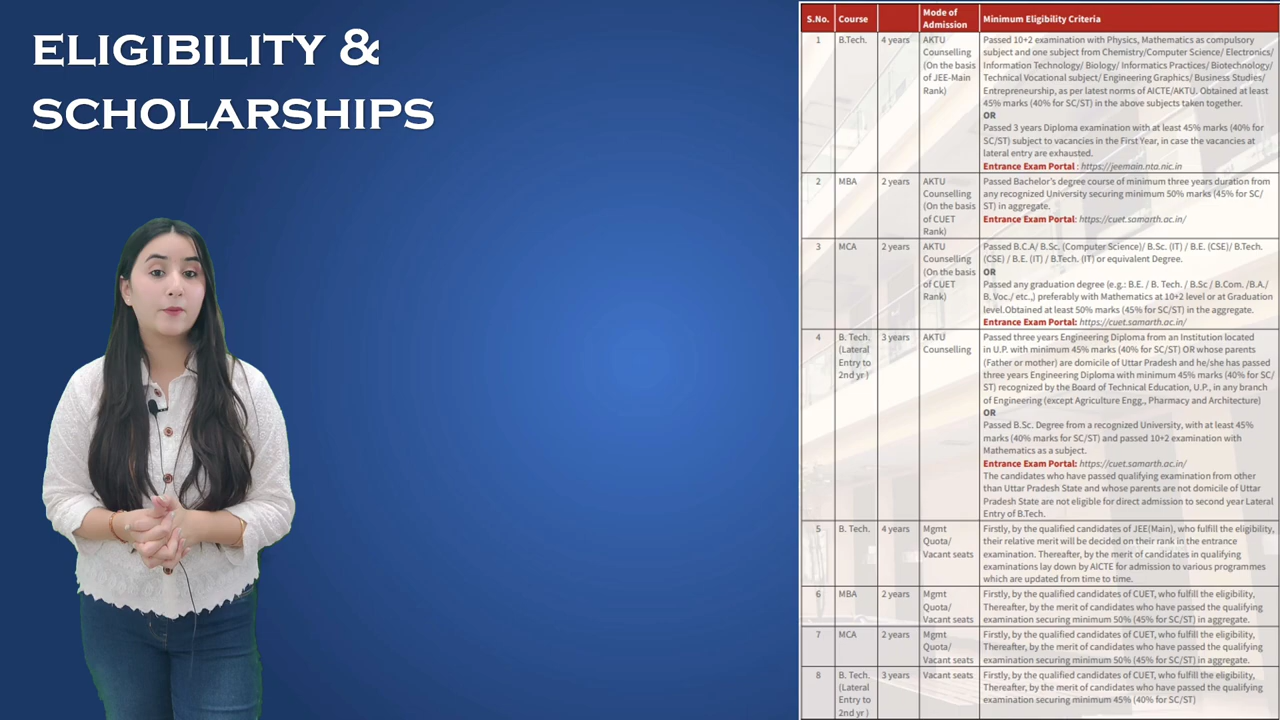 ELIGIBILITY &
SCHOLARSHIPS
S.No. Course Mode of Admission Minimum Eligibility Criteria
1 B.Tech. 4 years
AKTU
Counselling
(On the basis
of JEE-Main
Rank)
Passed 10+2 examination with Physics, Mathematics as compulsory
subject and one subject from Chemistry/Computer Science/ Electronics/
Information Technology/ Biology/ Informatics Practices/ Biotechnology/
Technical Vocational subject/ Engineering Graphics/ Business Studies/
Entrepreneurship, as per latest norms of AICTE/AKTU. Obtained at least
45% marks (40% for SC/ST) in the above subjects taken together.
OR
Passed 3 years Diploma examination with at least 45% marks (40% for
SC/ST) subject to vacancies in the First Year, in case the vacancies at
lateral entry are exhausted.
Entrance Exam Portal : https://jeemain.nta.nic.in
2 MBA 2 years
AKTU
Counselling
(On the basis
of CUET
Rank)
Passed Bachelor's degree course of minimum three years duration from
any recognized University securing minimum 50% marks (45% for SC/
ST) in aggregate.
Entrance Exam Portal: https://cuet.samarth.ac.in/
3 MCA 2 years
AKTU
Counselling
(On the basis
of CUET
Rank)
Passed B.C.A/ B.Sc. (Computer Science)/ B.Sc. (IT) / B.E. (CSE)/ B.Tech.
(CSE) / B.E. (IT) / B.Tech. (IT) or equivalent Degree.
OR
Passed any graduation degree (e.g.: B.E. / B. Tech. / B.Sc / B.Com. /B.A./
B. Voc./ etc.,) preferably with Mathematics at 10+2 level or at Graduation
level.Obtained at least 50% marks (45% for SC/ST) in the aggregate.
Entrance Exam Portal: https://cuet.samarth.ac.in/
4 B. Tech. 3 years
(Lateral
Entry to
2nd yr )
AKTU
Counselling
Passed three years Engineering Diploma from an Institution located
in U.P. with minimum 45% marks (40% for SC/ST) OR whose parents
(Father or mother) are domicile of Uttar Pradesh and he/she has passed
three years Engineering Diploma with minimum 45% marks (40% for SC/
ST) recognized by the Board of Technical Education, U.P., in any branch
of Engineering (except Agriculture Engg., Pharmacy and Architecture)
OR
Passed B.Sc. Degree from a recognized University, with at least 45%
marks (40% marks for SC/ST) and passed 10+2 examination with
Mathematics as a subject.
Entrance Exam Portal: https://cuet.samarth.ac.in/
The candidates who have passed qualifying examination from other
than Uttar Pradesh State and whose parents are not domicile of Uttar
Pradesh State are not eligible for direct admission to second year Lateral
Entry of B.Tech.
5 B. Tech. 4 years
Mgmt
Quota/
Vacant seats
Firstly, by the qualified candidates of JEE(Main), who fulfill the eligibility,
their relative merit will be decided on their rank in the entrance
examination. Thereafter, by the merit of candidates in qualifying
examinations lay down by AICTE for admission to various programmes
which are updated from time to time.
6 MBA 2 years
Mgmt
Quota/
Vacant seats
Firstly, by the qualified candidates of CUET, who fulfill the eligibility,
Thereafter, by the merit of candidates who have passed the qualifying
examination securing minimum 50% (45% for SC/ST) in aggregate.
7 MCA 2 years
Mgmt
Quota/
Vacant seats
Firstly, by the qualified candidates of CUET, who fulfill the eligibility,
Thereafter, by the merit of candidates who have passed the qualifying
examination securing minimum 50% (45% for SC/ST) in aggregate.
8 B. Tech. 3 years
(Lateral
Entry to
2nd yr )
Vacant seats
Firstly, by the qualified candidates of CUET, who fulfill the eligibility,
Thereafter, by the merit of candidates who have passed the qualifying
examination securing minimum 45% (40% for SC/ST)